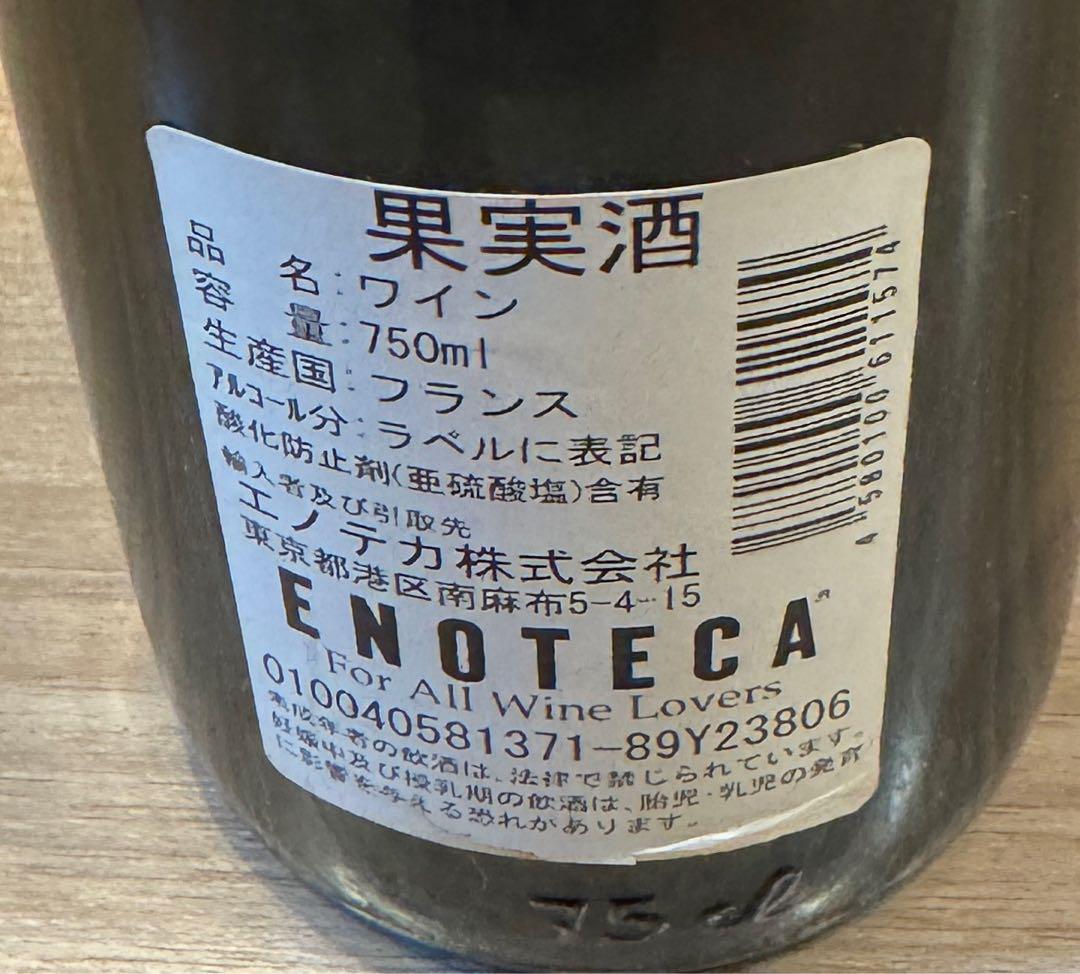 果実酒
品名:ワイン
容量:750ml
生産国:フランス
アルコール分:ラベルに表記
酸化防止剤(亜硫酸塩)含有
輸入者及び引取先
エノテカ株式会社
東京都港区南麻布5-4-15
ENOTECA
For All Wine Lovers
010040581371-89Y23806
未成年者の飲酒は、法律で禁じられています。
妊娠中及び授乳期の飲酒は、胎児・乳児の発育
に影響を与える恐れがあります。
4580100611574
75 cl